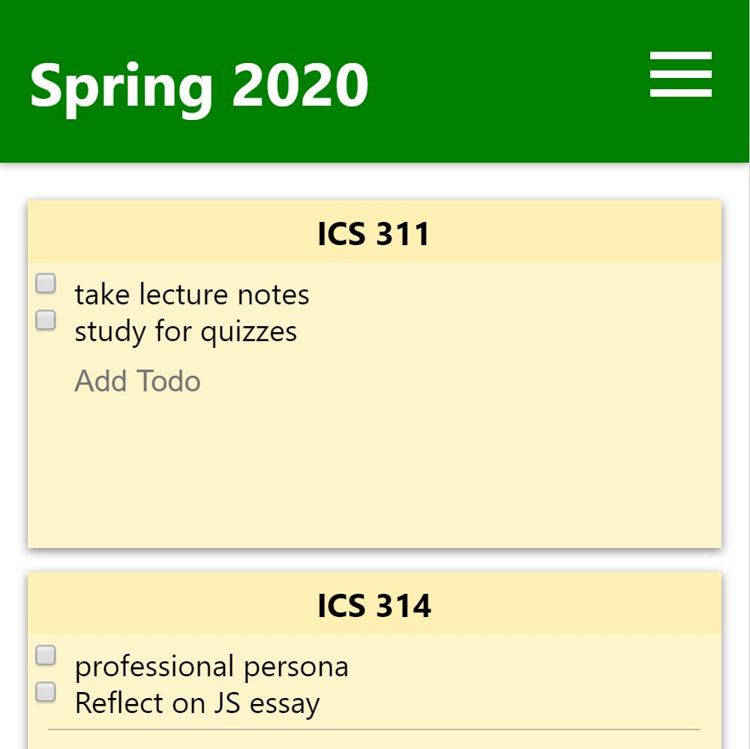 Spring 2020
ICS 311
take lecture notes
study for quizzes
Add Todo
ICS 314
professional persona
Reflect on JS essay